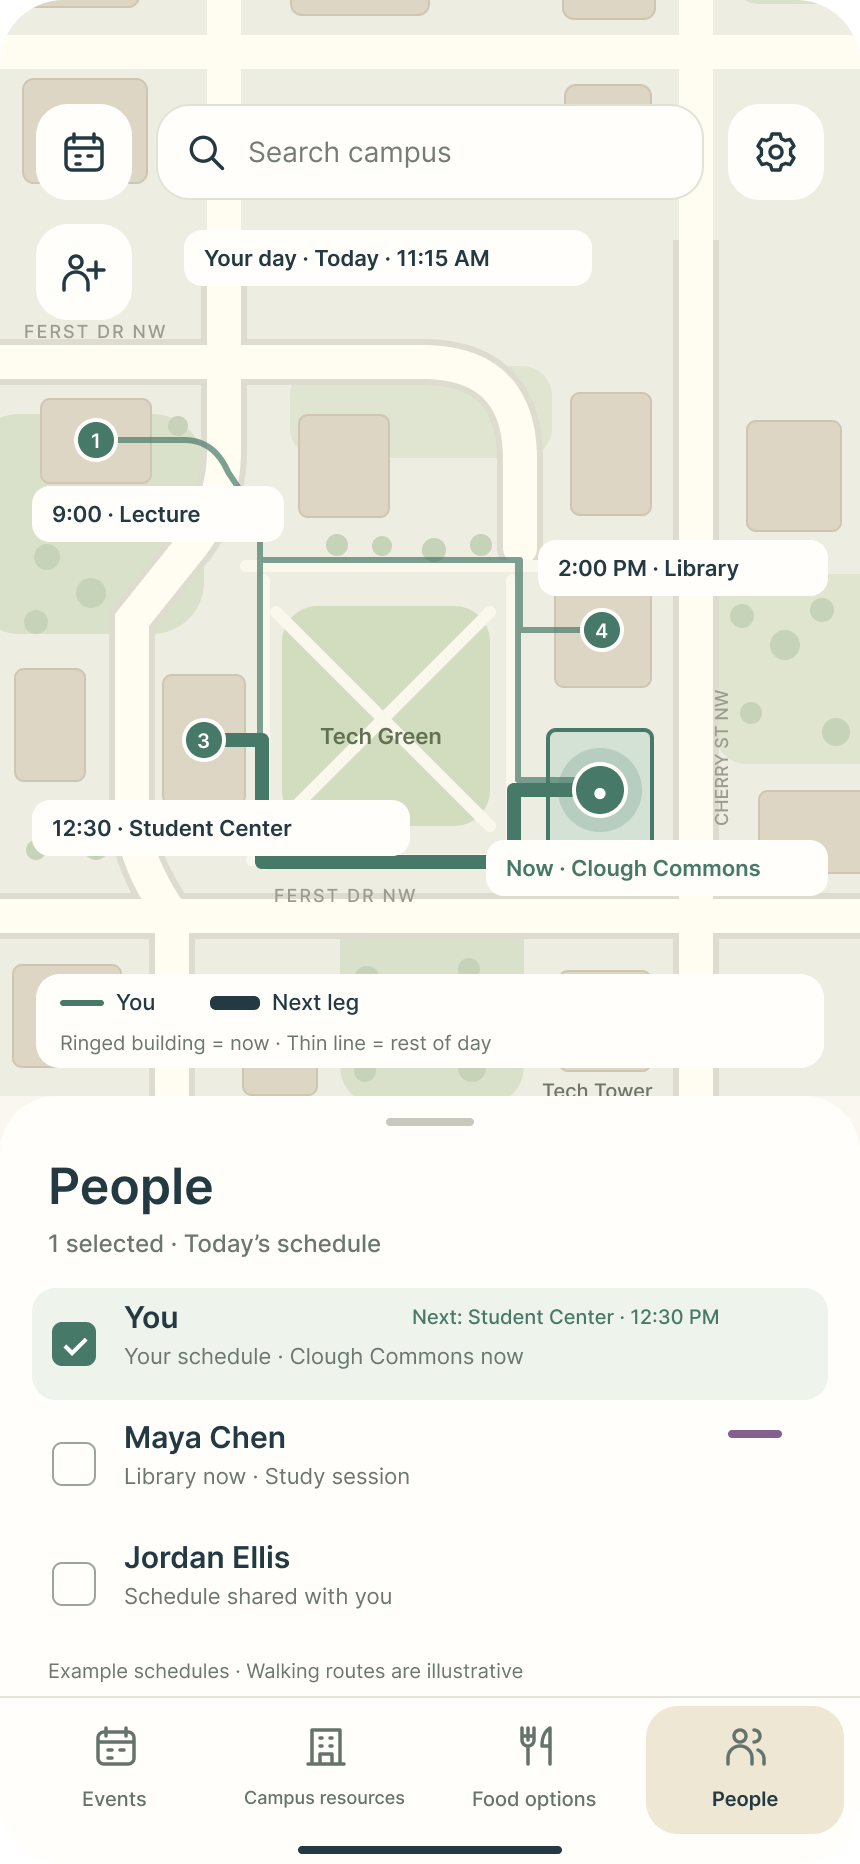 Search campus
Your day · Today · 11:15 AM
FERST DR NW
1
9:00 · Lecture
2:00 PM · Library
4
Tech Green
3
CHERRY ST NW
12:30 · Student Center
Now · Clough Commons
FERST DR NW
You
Next leg
Ringed building = now · Thin line = rest of day
Tech Tower
People
1 selected · Today’s schedule
You
Next: Student Center · 12:30 PM
Your schedule · Clough Commons now
Maya Chen
Library now · Study session
Jordan Ellis
Schedule shared with you
Example schedules · Walking routes are illustrative
Events
Campus resources
Food options
People